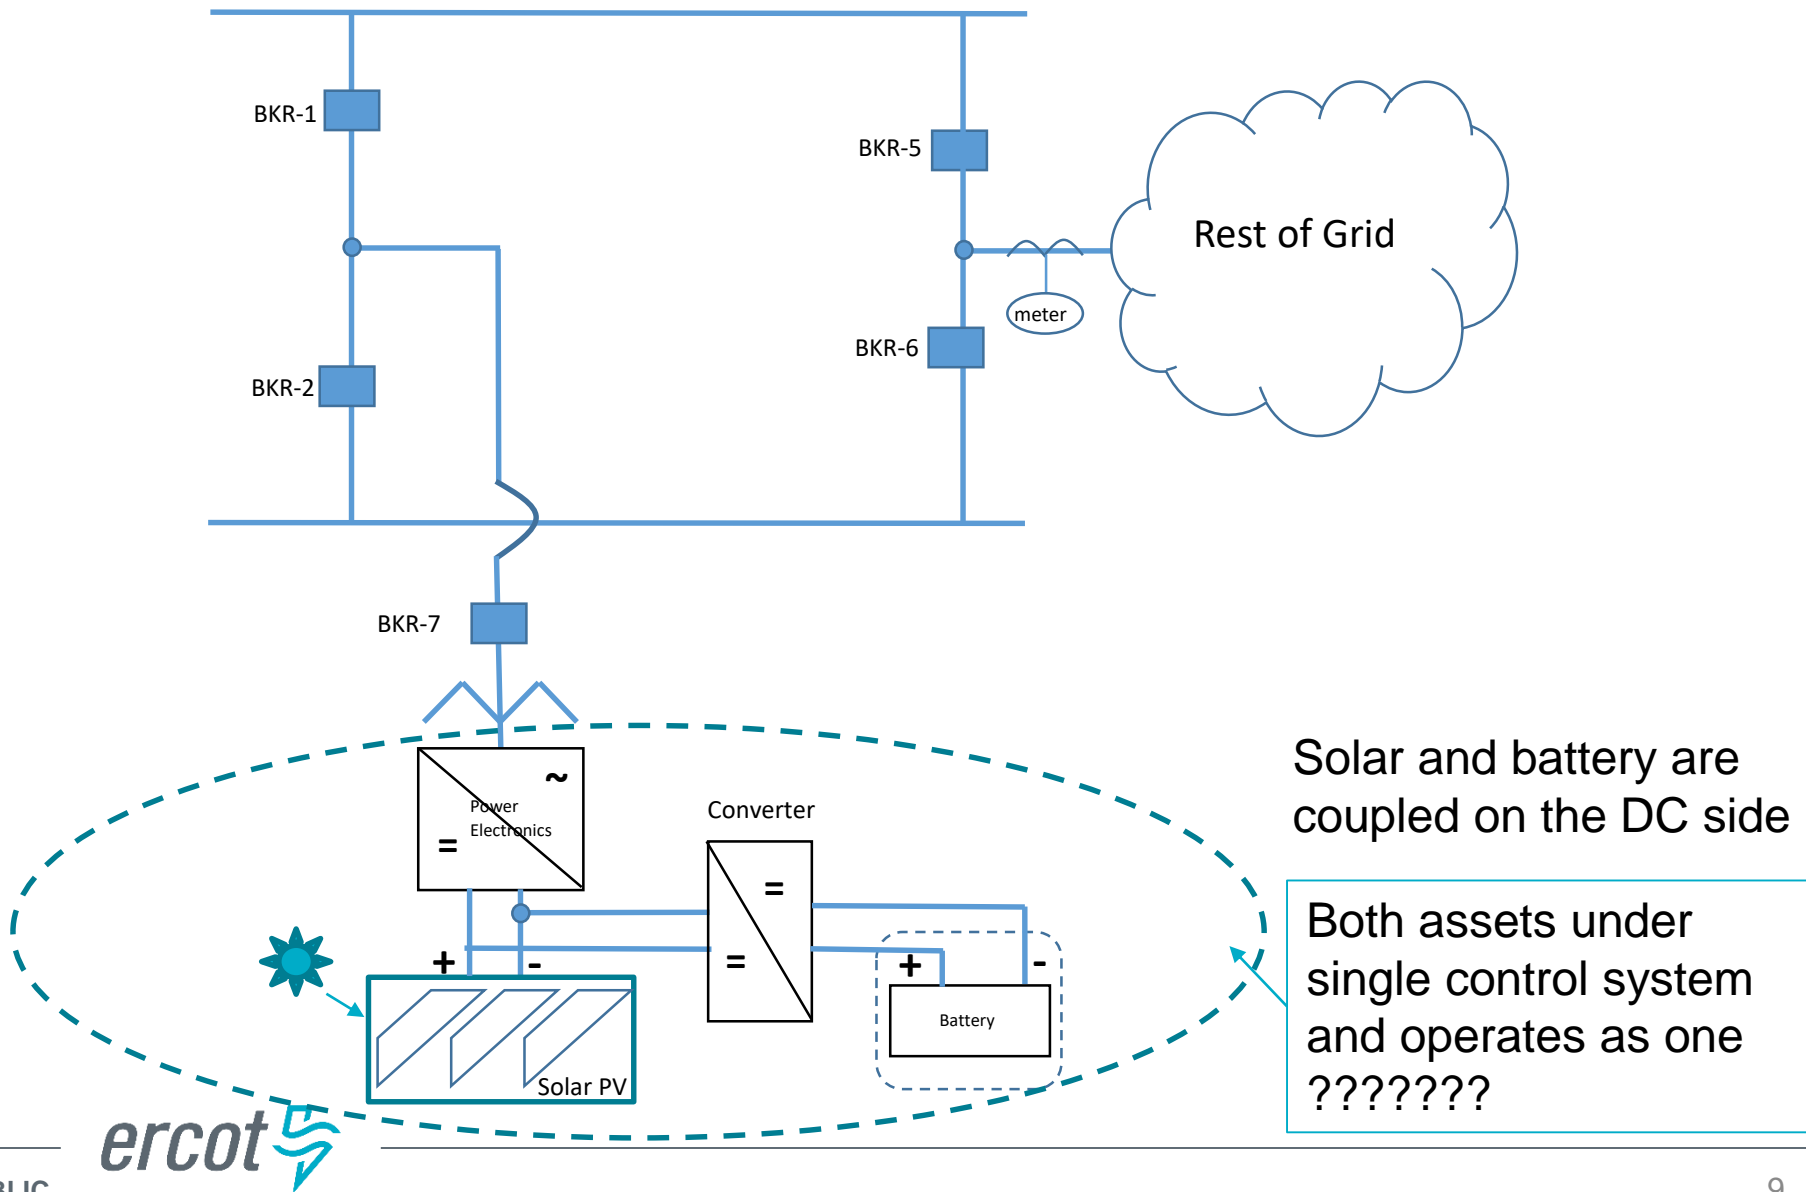 BKR-1
BKR-5
Rest of Grid
meter
BKR-6
BKR-2
BKR-7
Solar and battery are
coupled on the DC side
~
Power
Electronics
=
Converter
=
=
Both assets under
single control system
and operates as one
???????
+ -
+ -
Battery
Solar PV
ercot
9